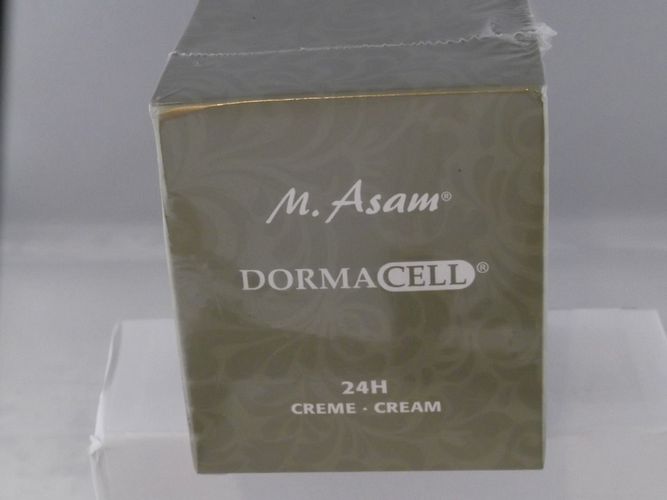 M. Asam®
DORMACELL®
24H
CREME · CREAM